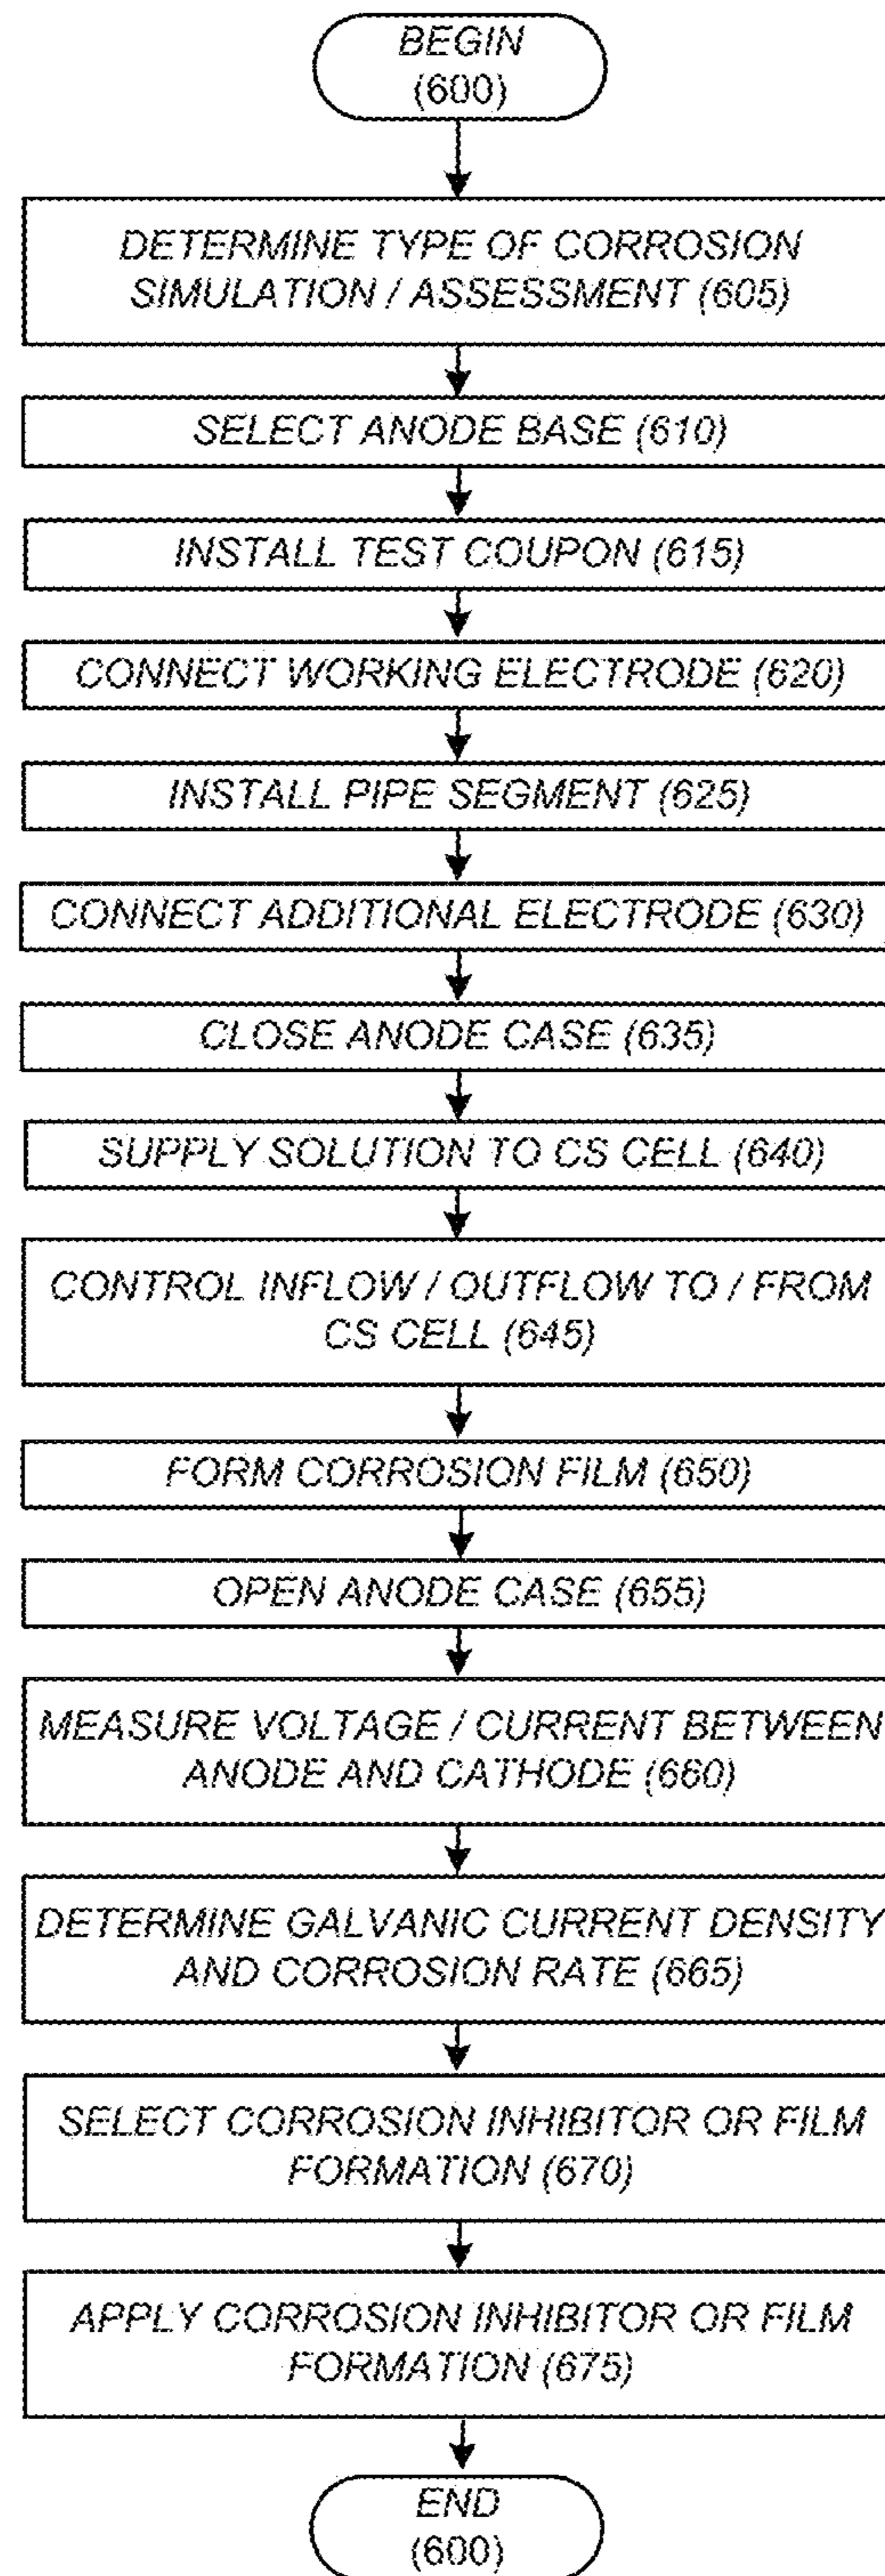 BEGIN
(600)
DETERMINE TYPE OF CORROSION
SIMULATION / ASSESSMENT (605)
SELECT ANODE BASE (610)
INSTALL TEST COUPON (615)
CONNECT WORKING ELECTRODE (620)
INSTALL PIPE SEGMENT (625)
CONNECT ADDITIONAL ELECTRODE (630)
CLOSE ANODE CASE (635)
SUPPLY SOLUTION TO CS CELL (640)
CONTROL INFLOW / OUTFLOW TO / FROM
CS CELL (645)
FORM CORROSION FILM (650)
OPEN ANODE CASE (655)
MEASURE VOLTAGE / CURRENT BETWEEN
ANODE AND CATHODE (660)
DETERMINE GALVANIC CURRENT DENSITY
AND CORROSION RATE (665)
SELECT CORROSION INHIBITOR OR FILM
FORMATION (670)
APPLY CORROSION INHIBITOR OR FILM
FORMATION (675)
END
(600)